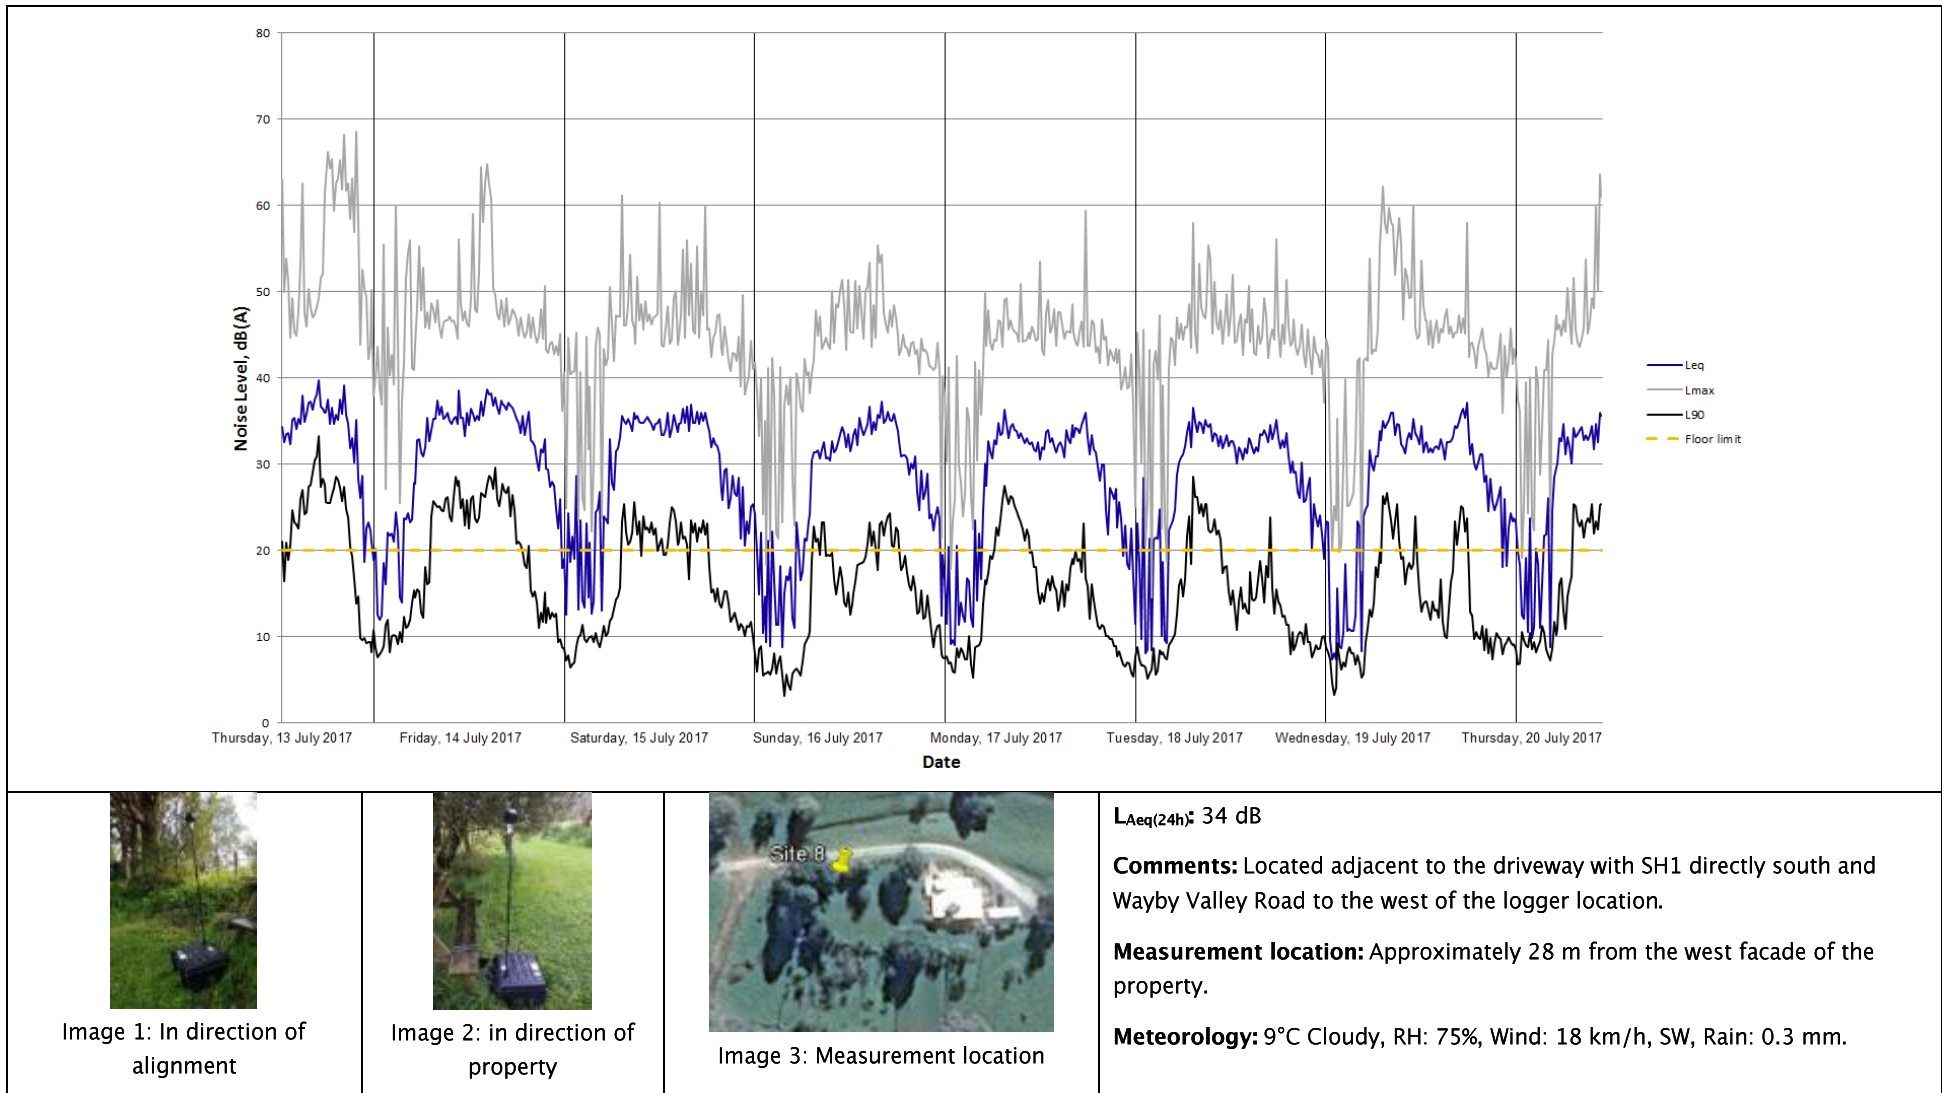 80
70
60
50
40
30
20
10
0
Noise Level, dB(A)
Thursday, 13 July 2017
Friday, 14 July 2017
Saturday, 15 July 2017
Sunday, 16 July 2017
Monday, 17 July 2017
Tuesday, 18 July 2017
Wednesday, 19 July 2017
Thursday, 20 July 2017
Date
Leq
Lmax
L90
Floor limit
Image 1: In direction of
alignment
Image 2: in direction of
property
Site 8
Image 3: Measurement location
LAeq(24h): 34 dB
Comments: Located adjacent to the driveway with SH1 directly south and
Wayby Valley Road to the west of the logger location.
Measurement location: Approximately 28 m from the west facade of the
property.
Meteorology: 9°C Cloudy, RH: 75%, Wind: 18 km/h, SW, Rain: 0.3 mm.